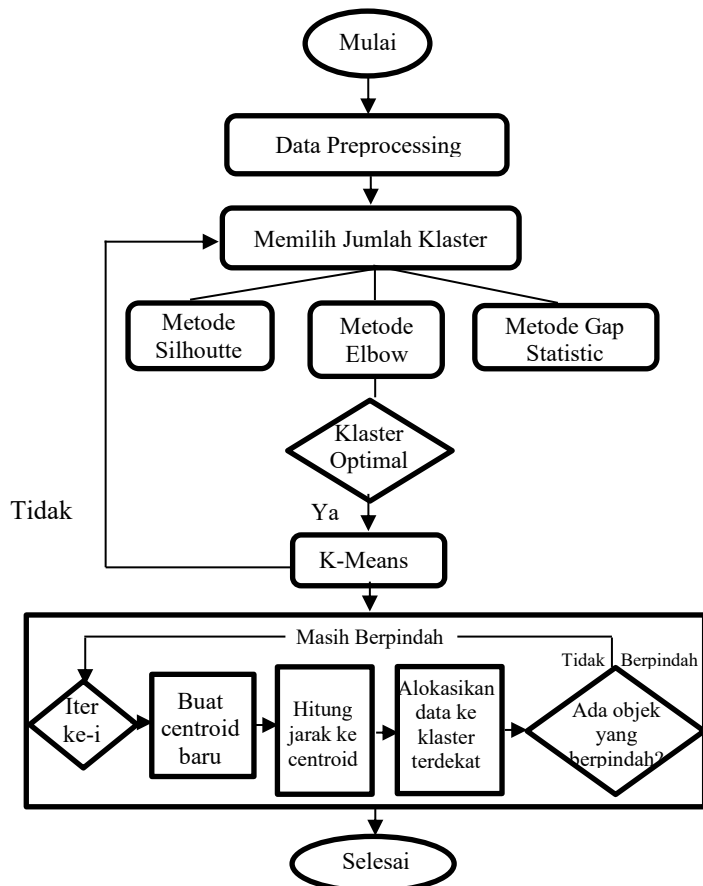 Mulai
Data Preprocessing
Memilih Jumlah Klaster
Metode
Silhoutte
Metode
Elbow
Metode Gap
Statistic
Klaster
Optimal
Tidak
Ya
K-Means
Masih Berpindah
Tidak Berpindah
Iter
ke-i
Buat
centroid
baru
Hitung
jarak ke
centroid
Alokasikan
data ke
klaster
terdekat
Ada objek
yang
berpindah?
Selesai